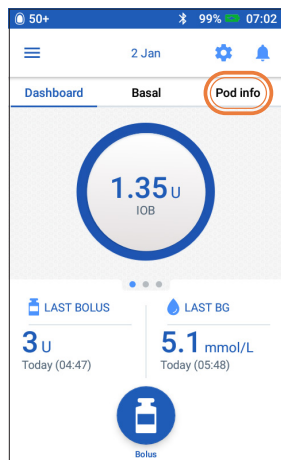 50+ 99% 07:02
2 Jan
Dashboard Basal Pod info
1.35 U
IOB
LAST BOLUS
3 U
Today (04:47)
LAST BG
5.1 mmol/L
Today (05:48)
Bolus